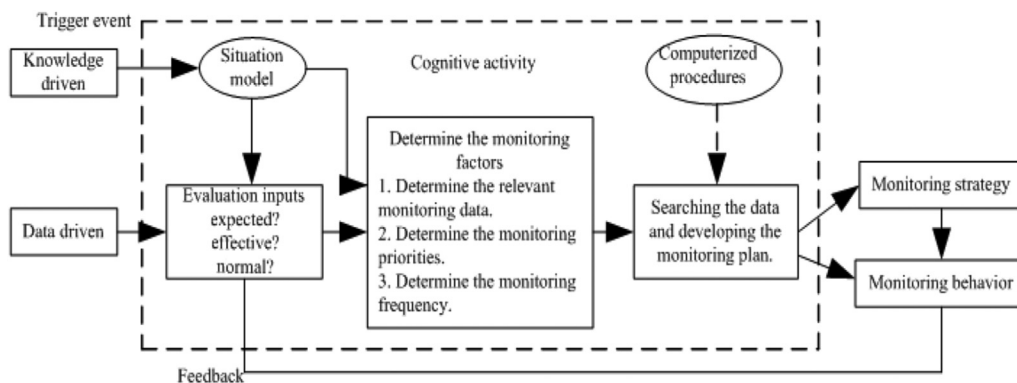 Trigger event
Knowledge
driven
Situation
model
Cognitive activity
Computerized
procedures
Data driven
Evaluation inputs
expected?
effective?
normal?
Determine the monitoring
factors
1. Determine the relevant
monitoring data.
2. Determine the monitoring
priorities.
3. Determine the monitoring
frequency.
Searching the data
and developing the
monitoring plan.
Monitoring strategy
Monitoring behavior
Feedback